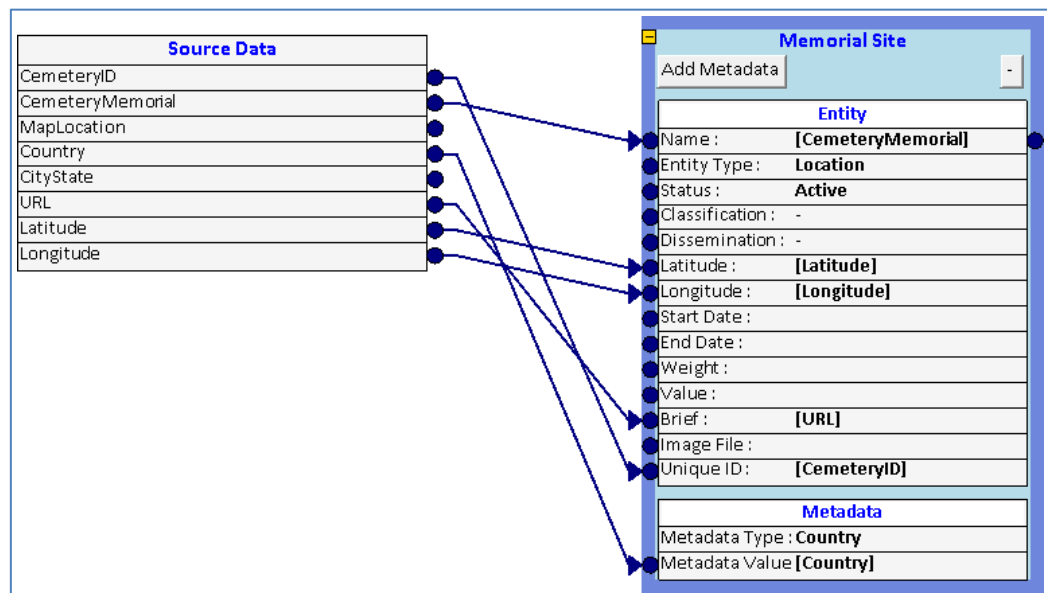 Source Data
CemeteryID
CemeteryMemorial
MapLocation
Country
CityState
URL
Latitude
Longitude
Memorial Site
Add Metadata
-
Entity
Name : [CemeteryMemorial]
Entity Type : Location
Status : Active
Classification : -
Dissemination : -
Latitude : [Latitude]
Longitude : [Longitude]
Start Date :
End Date :
Weight :
Value :
Brief : [URL]
Image File :
Unique ID : [CemeteryID]
Metadata
Metadata Type : Country
Metadata Value [Country]